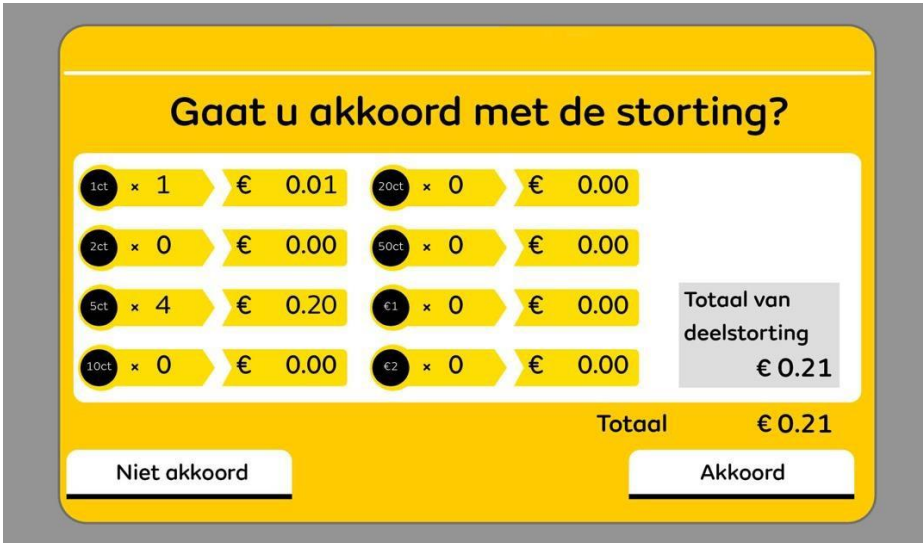 Gaat u akkoord met de storting?
1ct × 1 € 0.01 20ct × 0 € 0.00
2ct × 0 € 0.00 50ct × 0 € 0.00
5ct × 4 € 0.20 €1 × 0 € 0.00
10ct × 0 € 0.00 €2 × 0 € 0.00
Totaal van
deelstorting
€ 0.21
Totaal € 0.21
Niet akkoord Akkoord